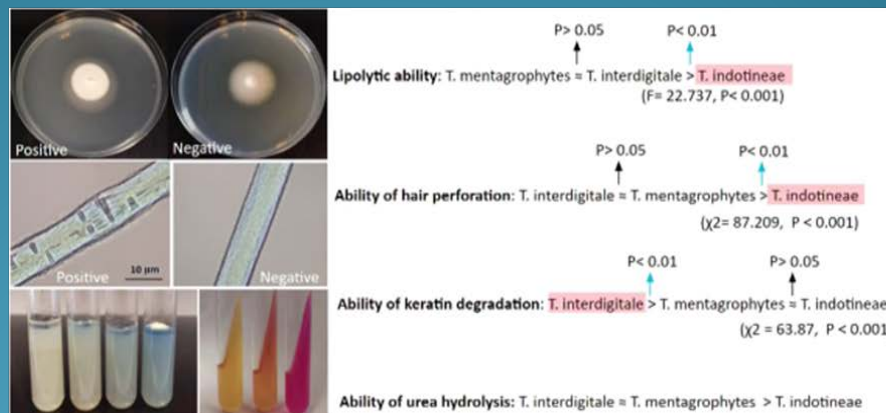 Positive
Negative
Positive
10 μm
Negative
P> 0.05
P< 0.01
Lipolytic ability: T. mentagrophytes ≈ T. interdigitale > T. indotineae
(F= 22.737, P< 0.001)
P> 0.05
P< 0.01
Ability of hair perforation: T. interdigitale ≈ T. mentagrophytes > T. indotineae
(χ2= 87.209, P < 0.001)
P< 0.01
P> 0.05
Ability of keratin degradation: T. interdigitale > T. mentagrophytes ≈ T. indotineae
(χ2 = 63.87, P < 0.001
Ability of urea hydrolysis: T. interdigitale ≈ T. mentagrophytes > T. indotineae